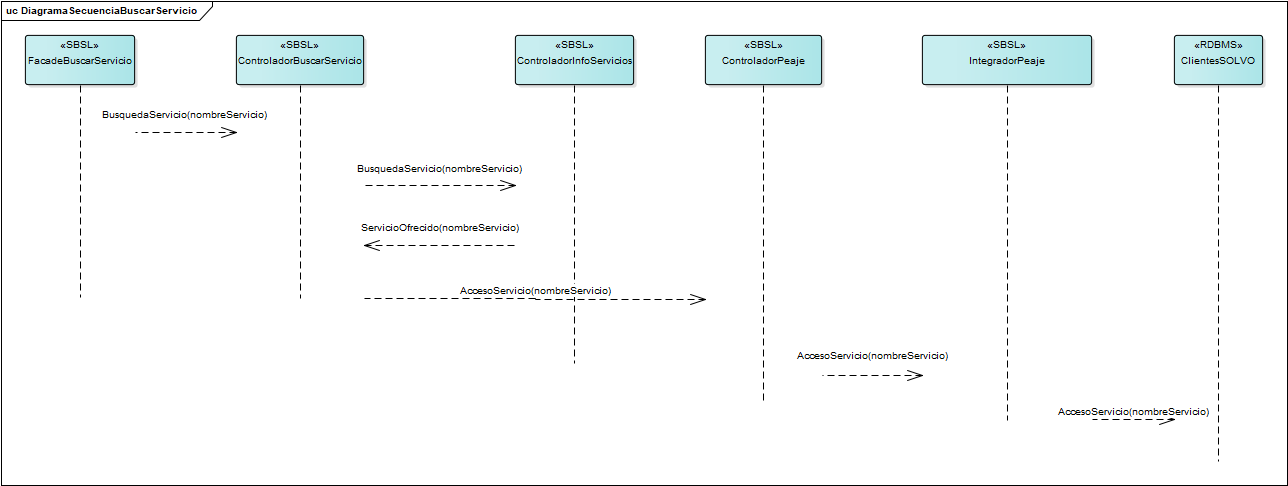 uc DiagramaSecuenciaBuscarServicio
«SBSL»
FacadeBuscarServicio
«SBSL»
ControladorBuscarServicio
«SBSL»
ControladorInfoServicios
«SBSL»
ControladorPeaje
«SBSL»
IntegradorPeaje
«RDBMS»
ClientesSOLVO
BusquedaServicio(nombreServicio)
BusquedaServicio(nombreServicio)
ServicioOfrecido(nombreServicio)
AccesoServicio(nombreServicio)
AccesoServicio(nombreServicio)
AccesoServicio(nombreServicio)